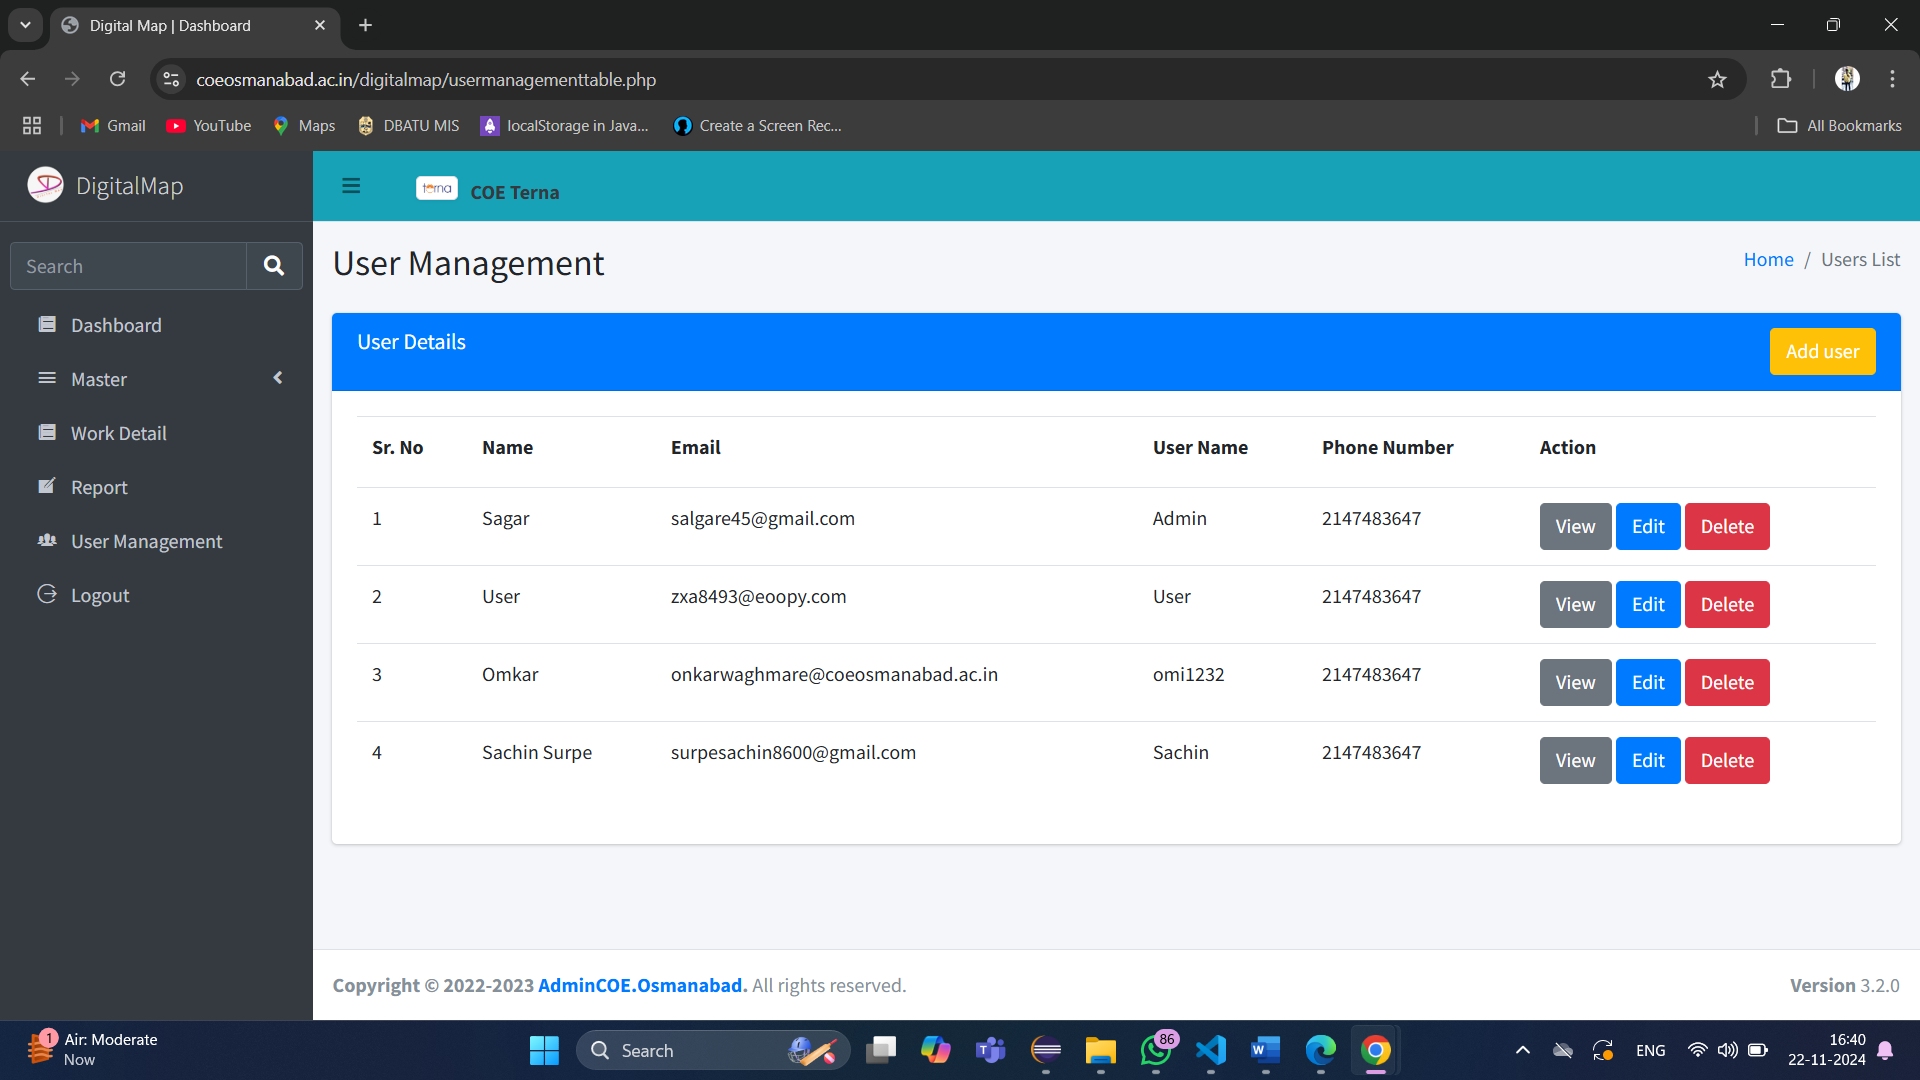 Digital Map | Dashboard
coeosmanabad.ac.in/digitalmap/usermanagementtable.php
Gmail YouTube Maps DBATU MIS localStorage in Java... Create a Screen Rec... All Bookmarks
DigitalMap
terna COE Terna
Search
User Management
Home / Users List
Dashboard
Master
Work Detail
Report
User Management
Logout
User Details
Add user
Sr. No Name Email User Name Phone Number Action
1 Sagar salgare45@gmail.com Admin 2147483647 View Edit Delete
2 User zxa8493@eoopy.com User 2147483647 View Edit Delete
3 Omkar onkarwaghmare@coeosmanabad.ac.in omi1232 2147483647 View Edit Delete
4 Sachin Surpe surpesachin8600@gmail.com Sachin 2147483647 View Edit Delete
Copyright © 2022-2023 AdminCOE.Osmanabad. All rights reserved.
Version 3.2.0
1
Air: Moderate
Now
Search
86
ENG
16:40
22-11-2024